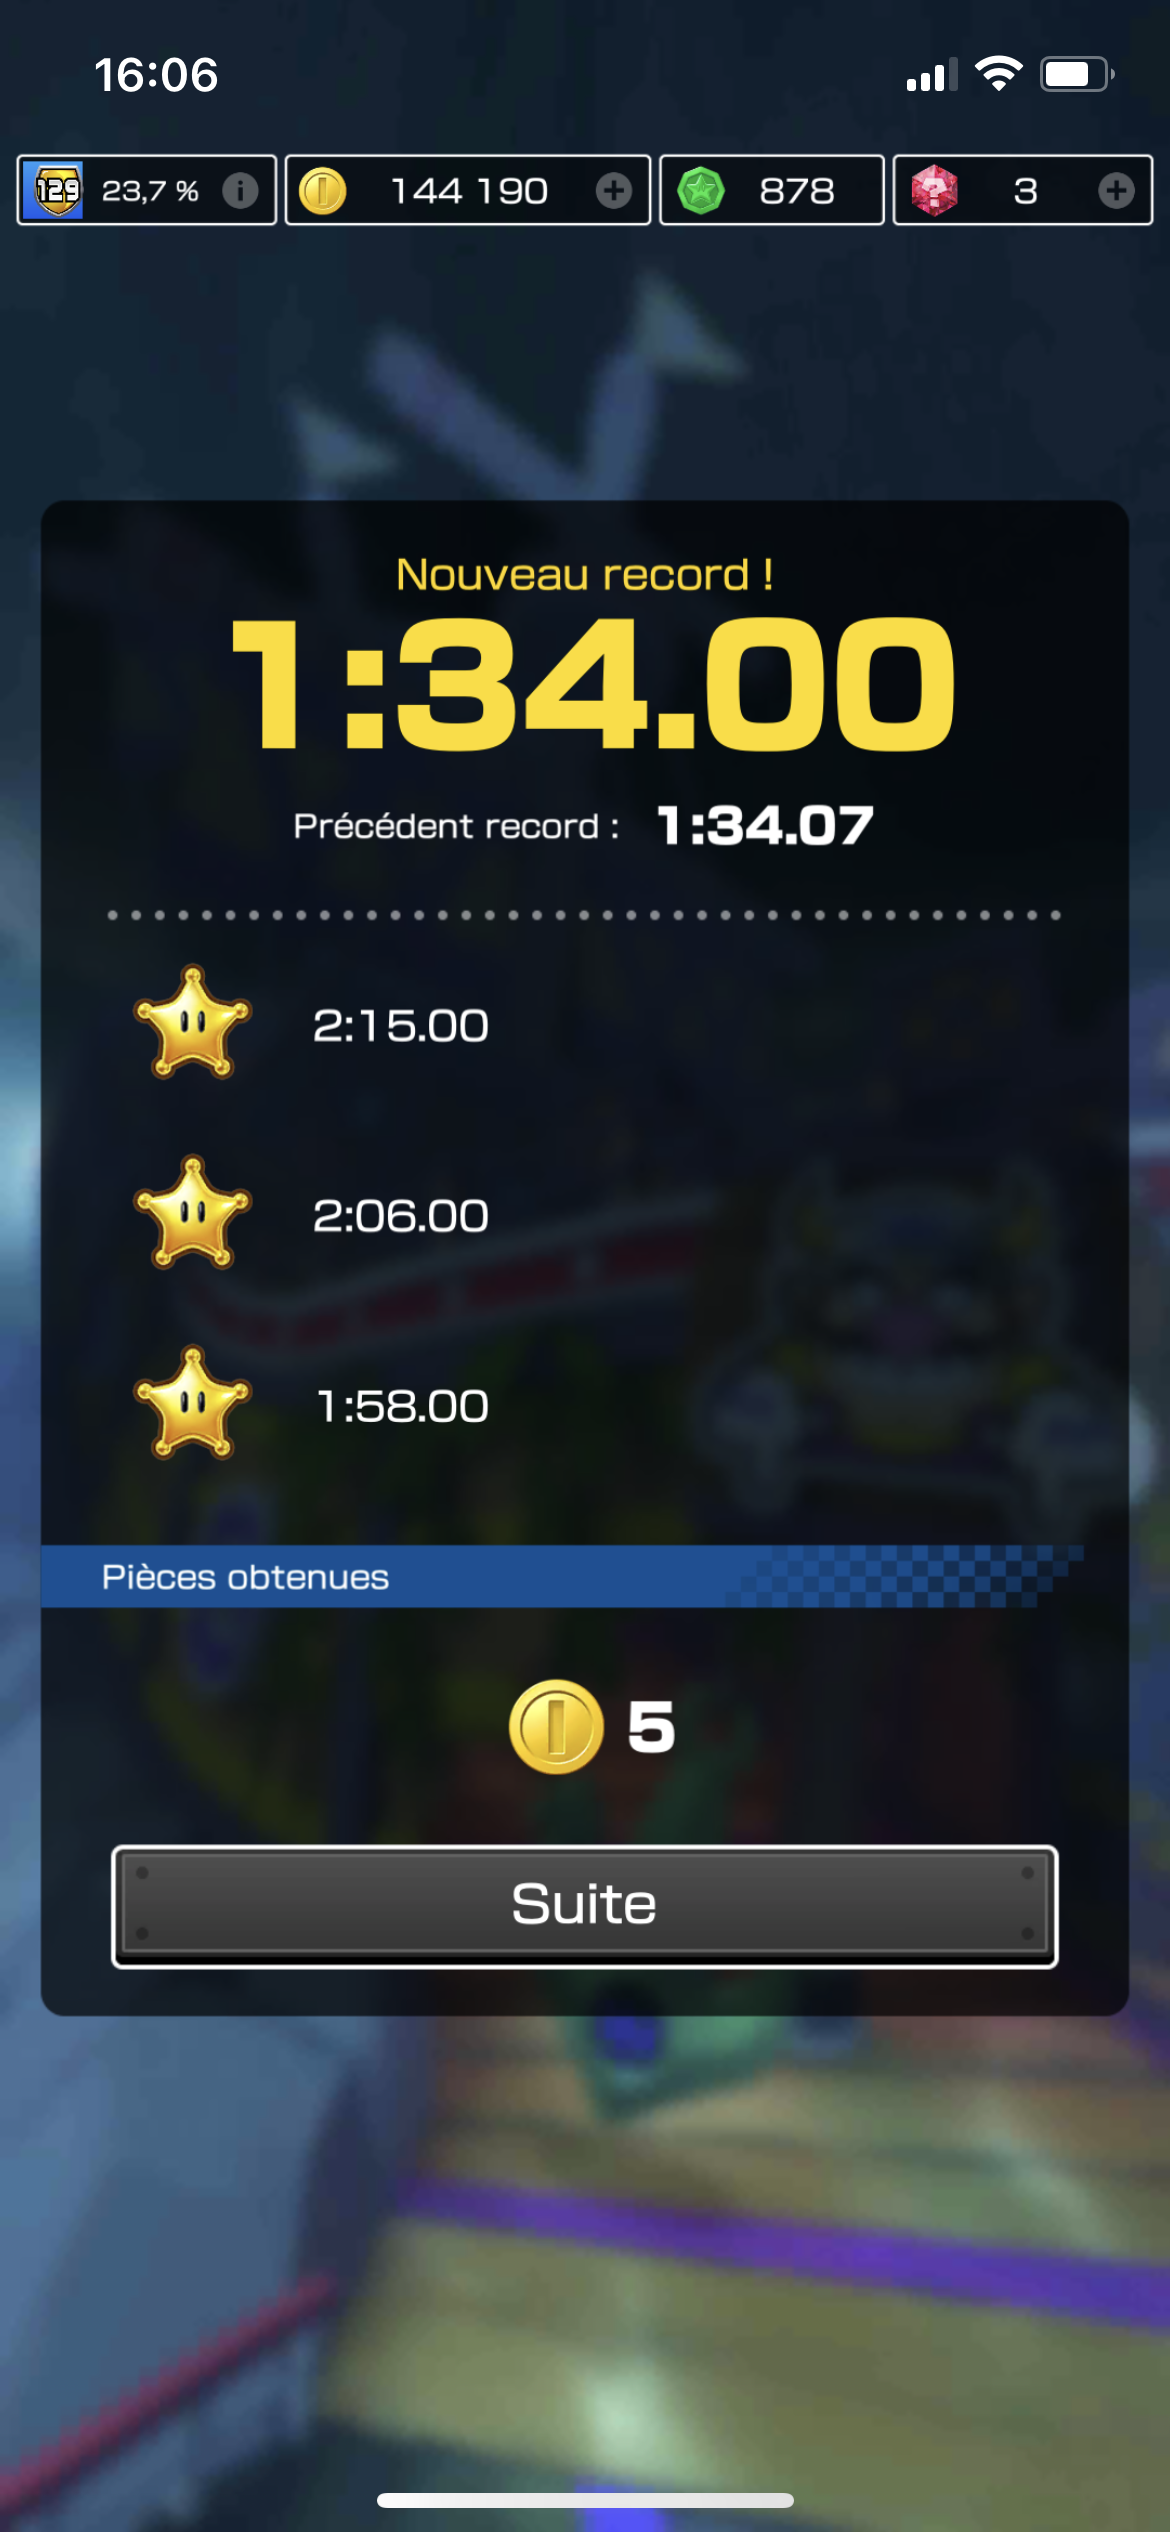 16:06
129 23,7 % i 144 190 + 878 ? 3 +
Nouveau record !
1:34.00
Précédent record : 1:34.07
2:15.00
2:06.00
1:58.00
Pièces obtenues
5
Suite